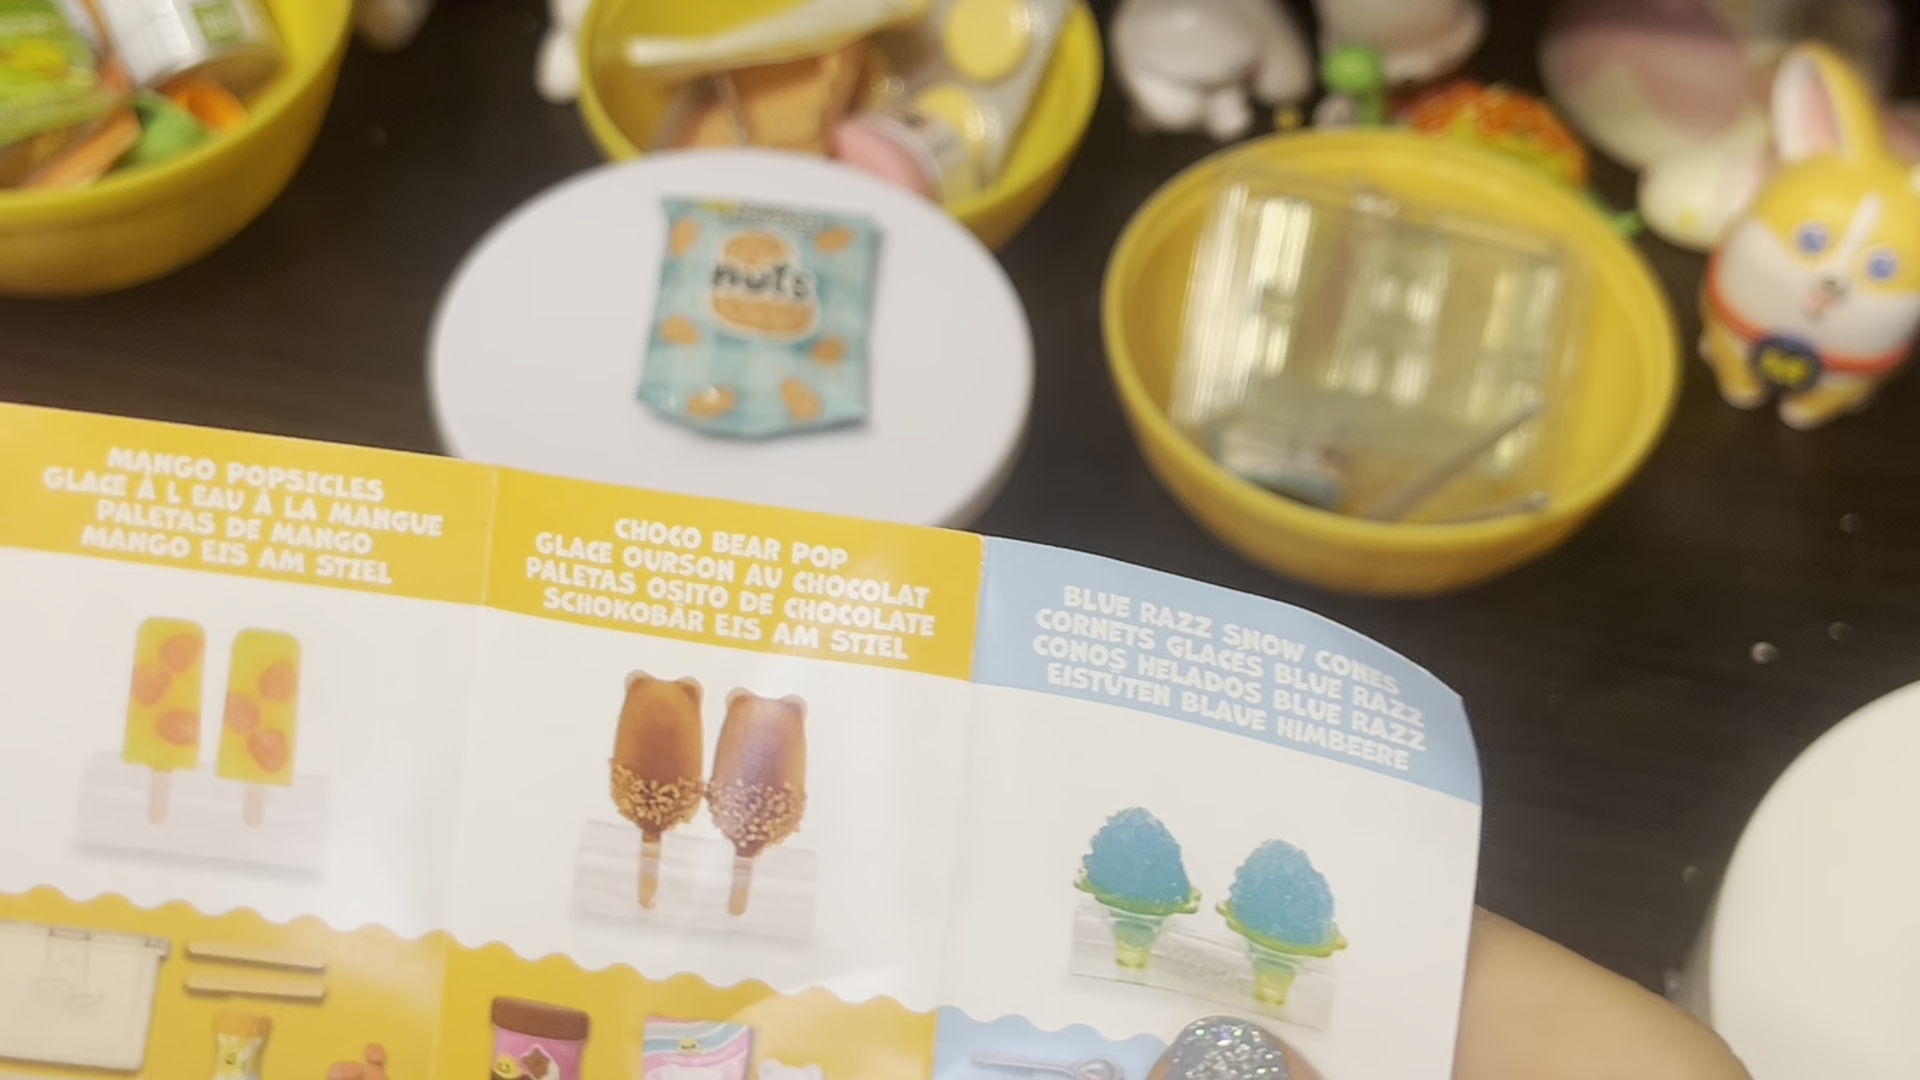 nuts
MANGO POPSICLES
GLACE À L EAU À LA MANGUE
PALETAS DE MANGO
MANGO EIS AM STIEL
CHOCO BEAR POP
GLACE OURSON AU CHOCOLAT
PALETAS OSITO DE CHOCOLATE
SCHOKOBÄR EIS AM STIEL
BLUE RAZZ SNOW CONES
CORNETS GLACÉS BLUE RAZZ
CONOS HELADOS BLUE RAZZ
EISTÜTEN BLAUE HIMBEERE